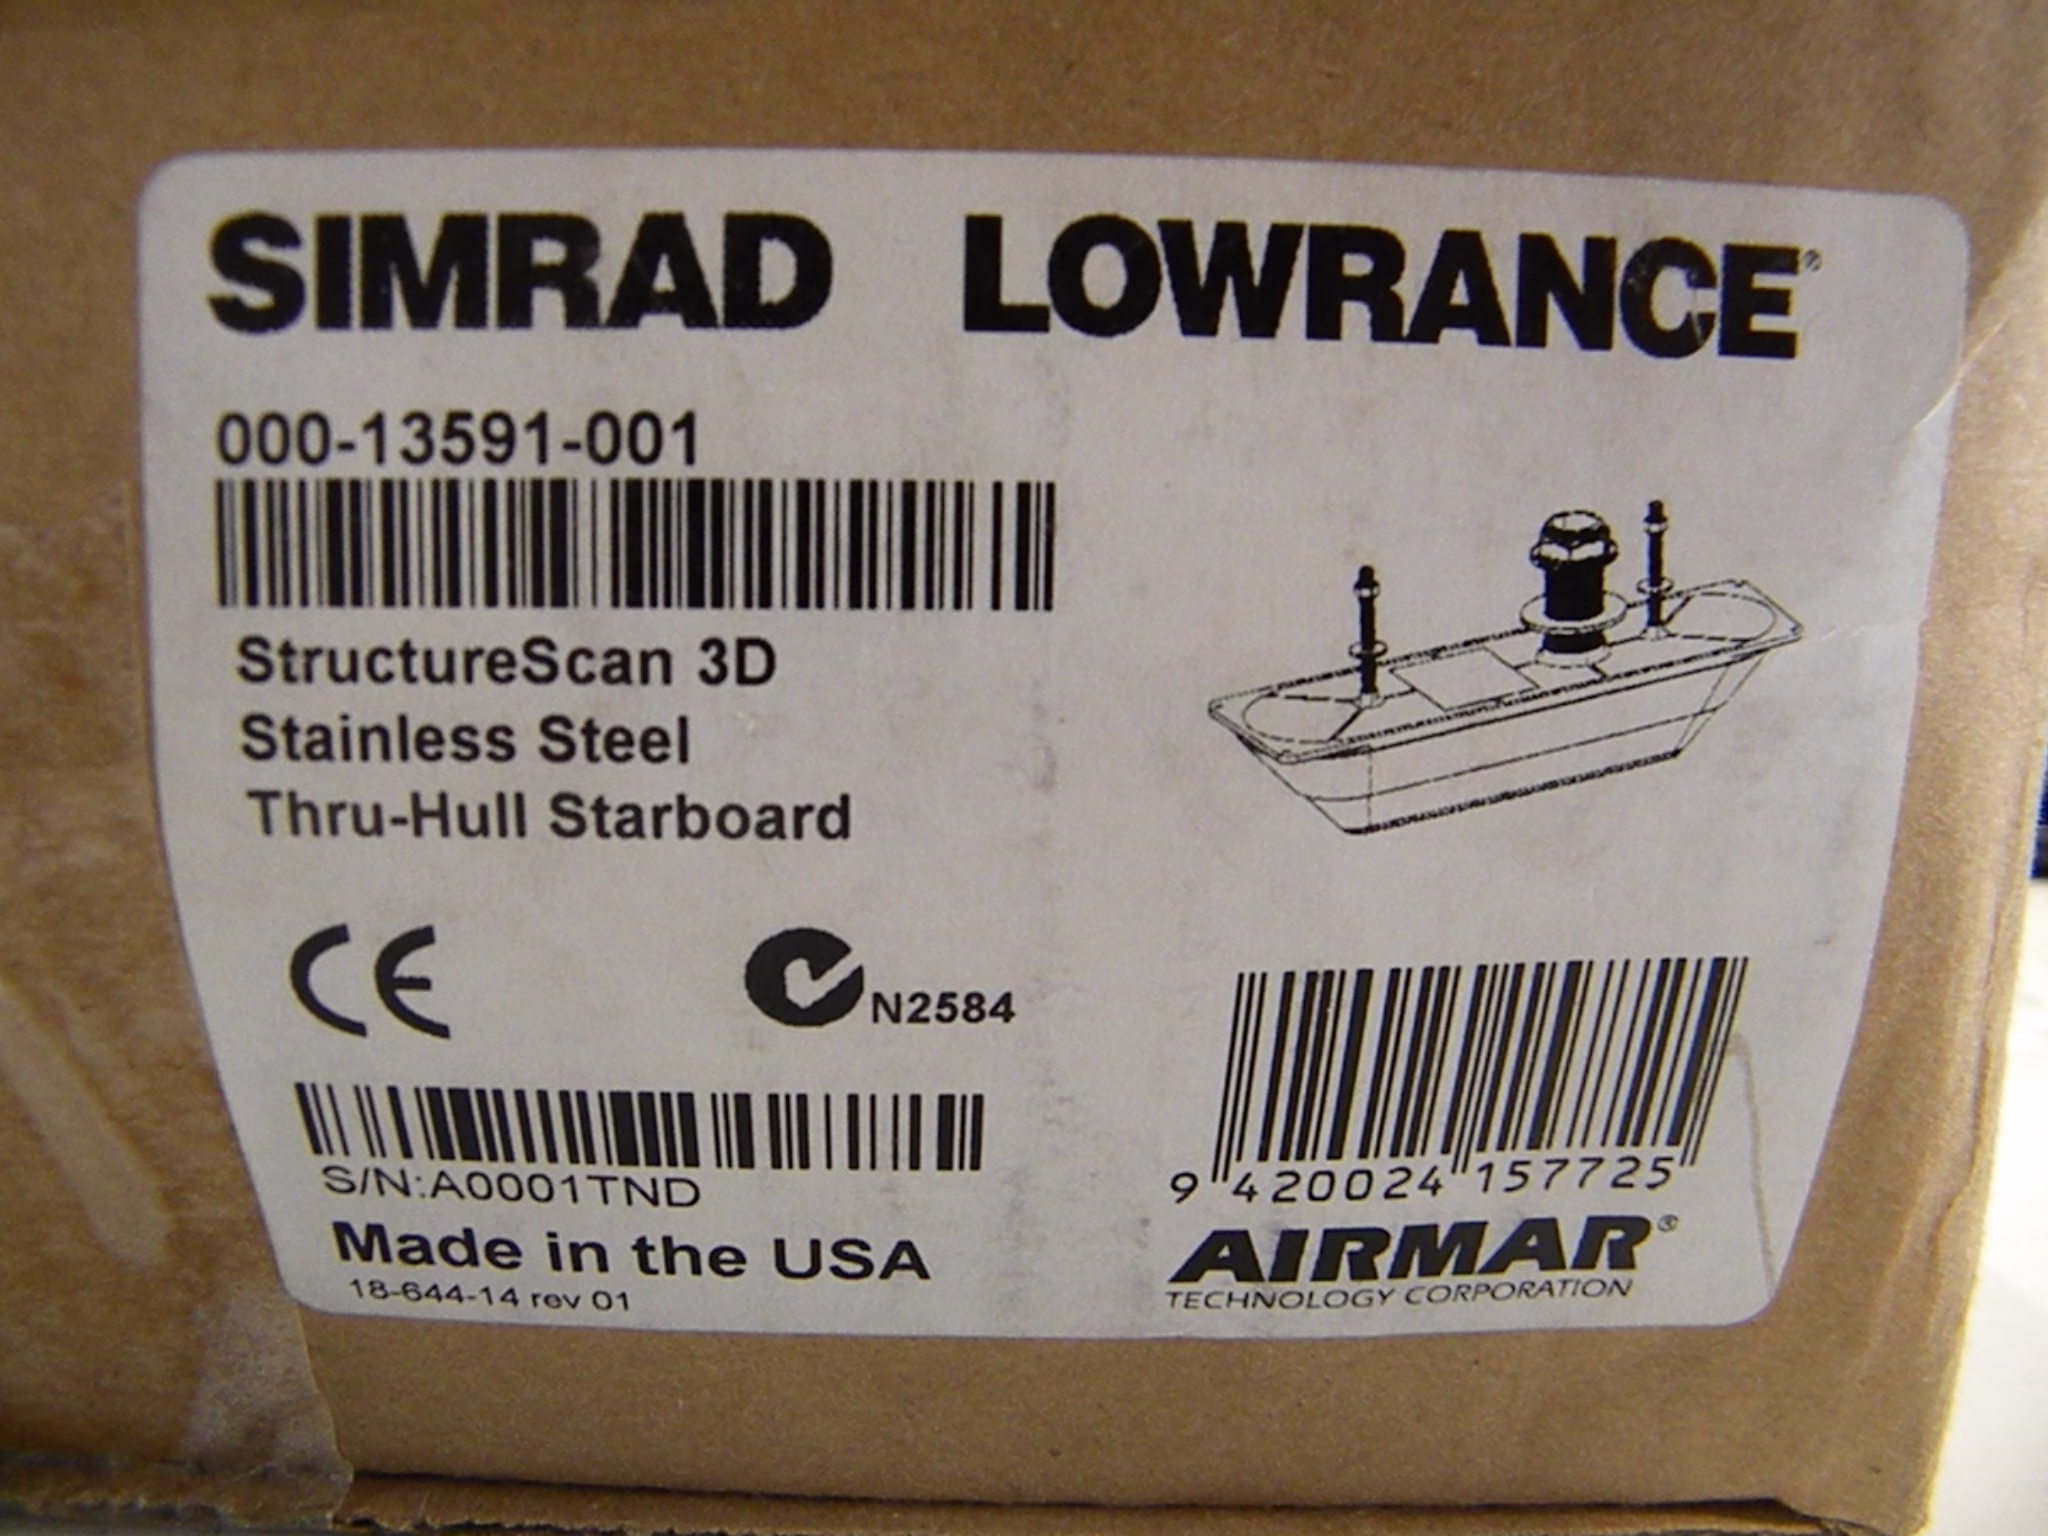 SIMRAD LOWRANCE®
000-13591-001
StructureScan 3D
Stainless Steel
Thru-Hull Starboard
CE N2584
S/N:A0001TND
Made in the USA
18-644-14 rev 01
9 420024 157725
AIRMAR®
TECHNOLOGY CORPORATION